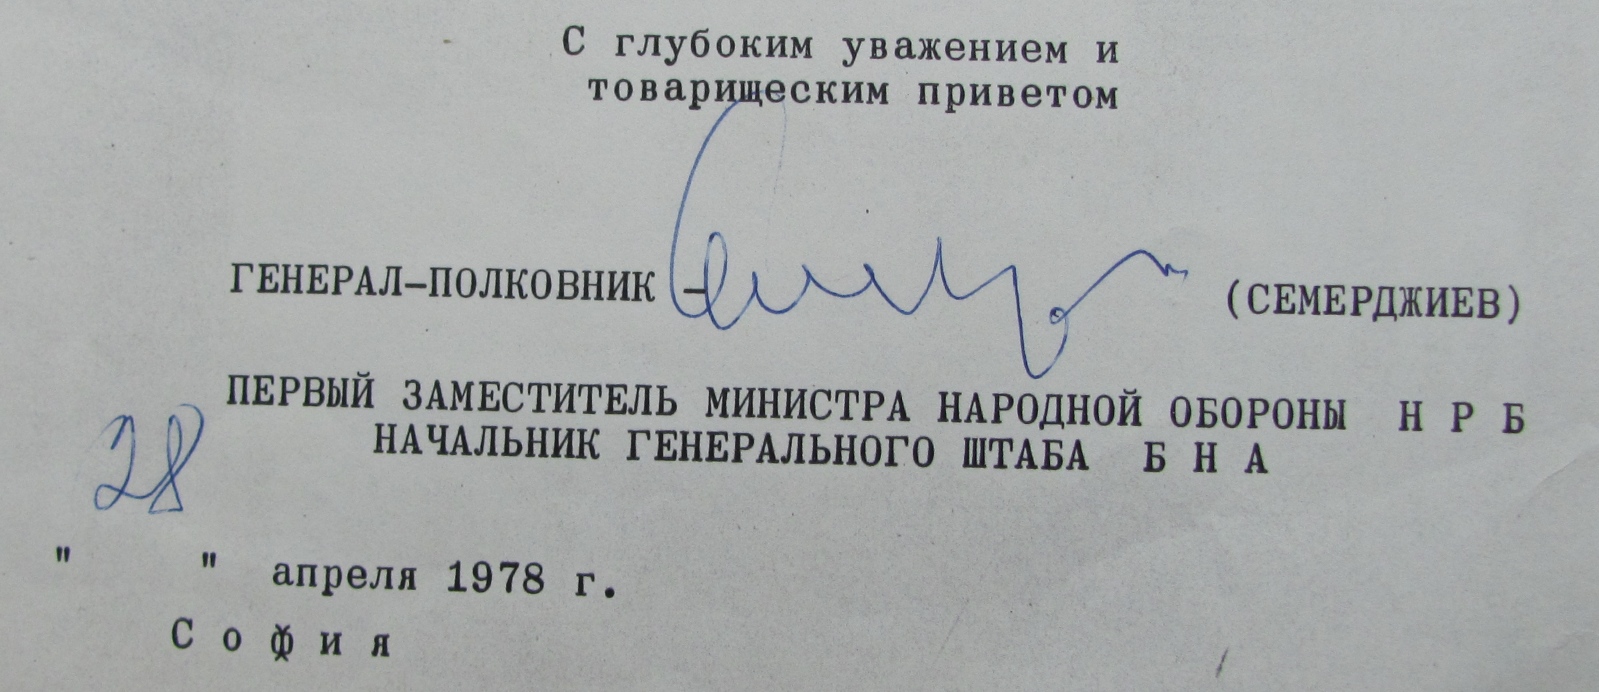 С глубоким уважением и
товарищеским приветом
ГЕНЕРАЛ-ПОЛКОВНИК - (СЕМЕРДЖИЕВ)
ПЕРВЫЙ ЗАМЕСТИТЕЛЬ МИНИСТРА НАРОДНОЙ ОБОРОНЫ Н Р Б
НАЧАЛЬНИК ГЕНЕРАЛЬНОГО ШТАБА Б Н А
28
" " апреля 1978 г.
С о ф и я